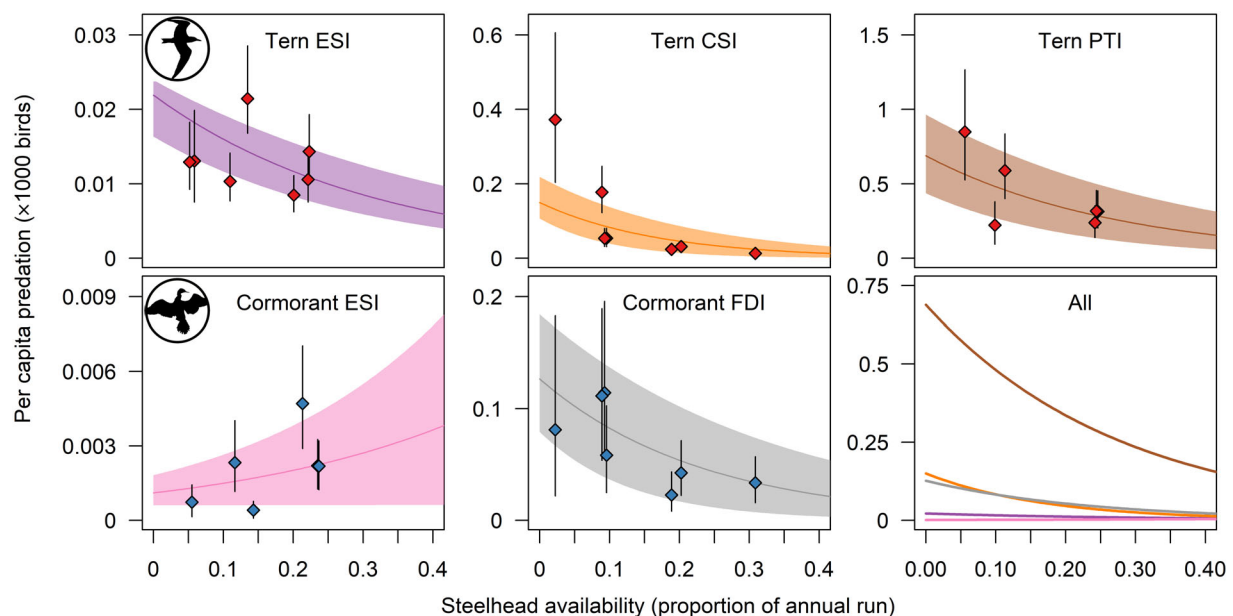 Per capita predation (×1000 birds)
Tern ESI
0.03
0.02
0.01
0
Tern CSI
0.6
0.4
0.2
0
Tern PTI
1.5
1
0.5
0
Cormorant ESI
0.009
0.006
0.003
0
0 0.1 0.2 0.3 0.4
Cormorant FDI
0.2
0.1
0
0 0.1 0.2 0.3 0.4
All
0.75
0.25
0
0.00 0.10 0.20 0.30 0.4
Steelhead availability (proportion of annual run)